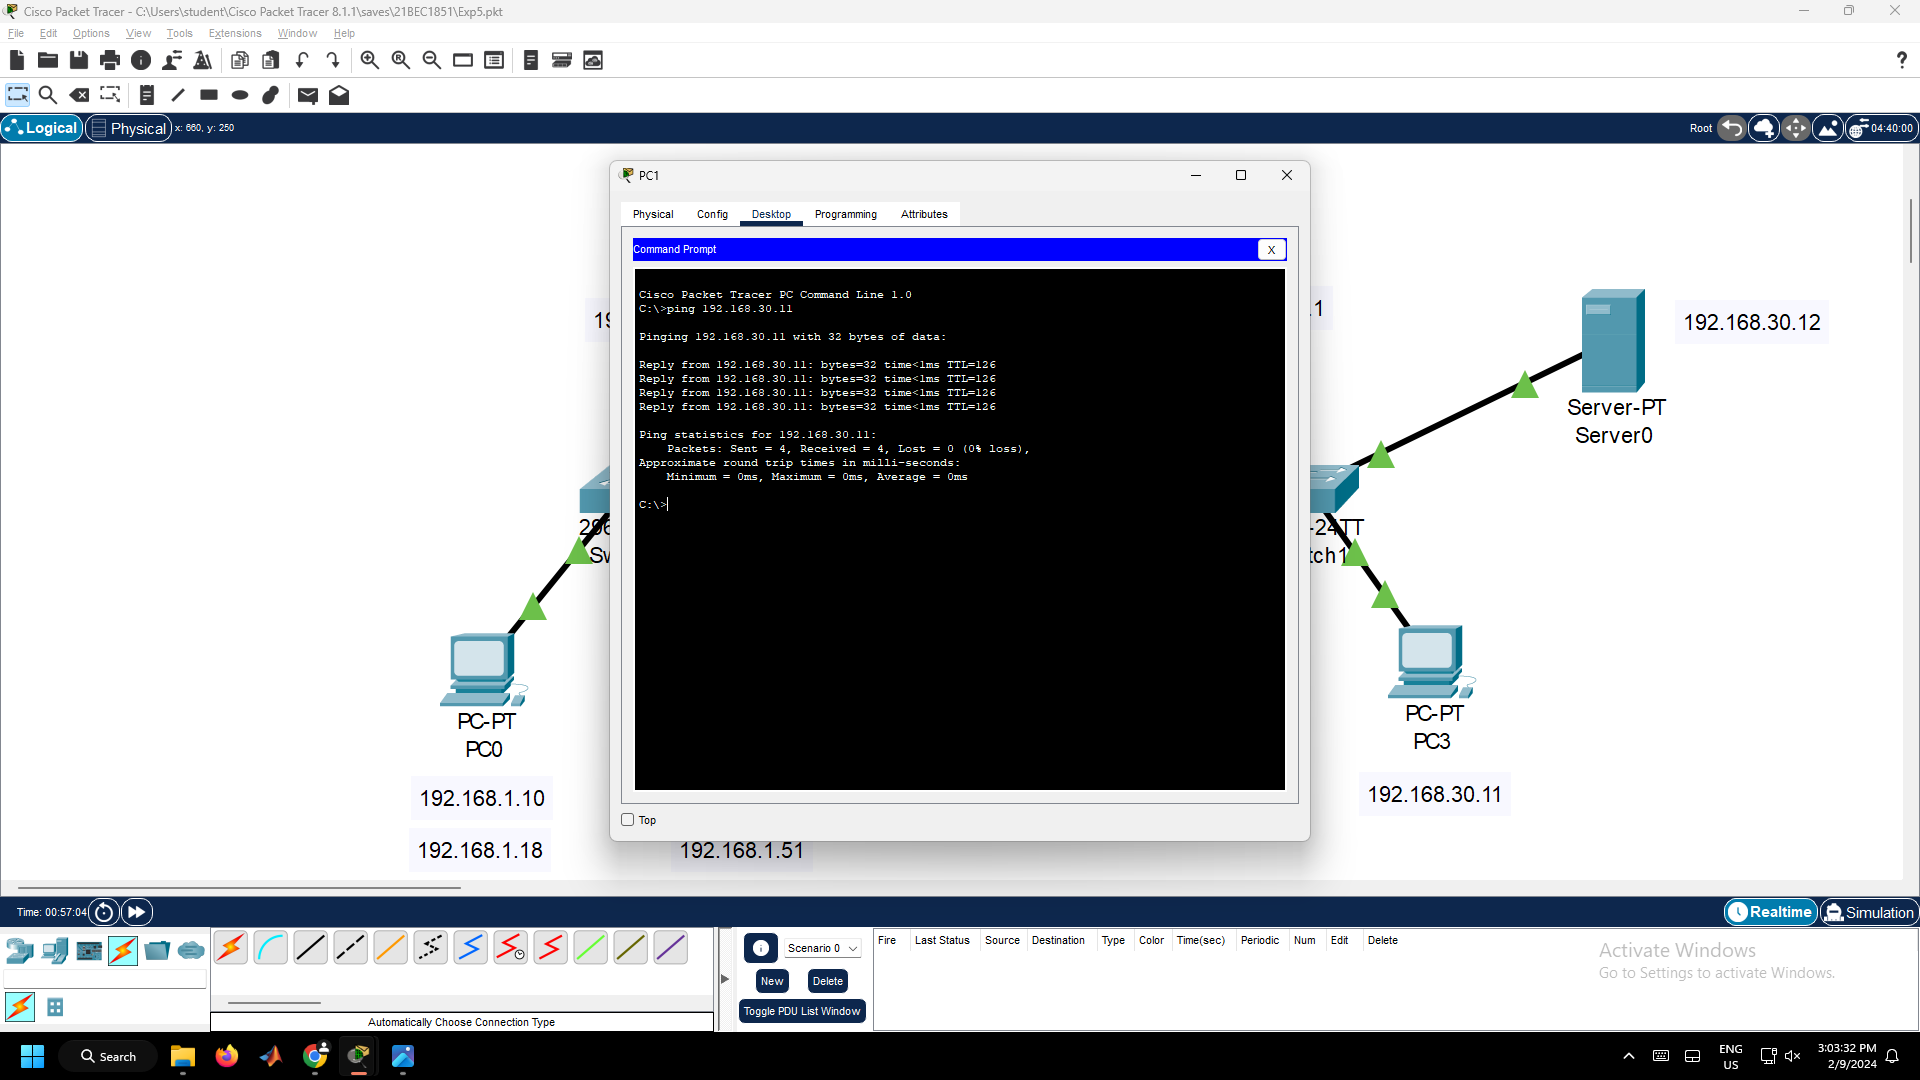 Cisco Packet Tracer - C:\Users\student\Cisco Packet Tracer 8.1.1\saves\21BEC1851\Exp5.pkt
File Edit Options View Tools Extensions Window Help
?
Logical Physical x: 660, y: 250 Root 04:40:00
PC1
Physical Config Desktop Programming Attributes
Command Prompt X
Cisco Packet Tracer PC Command Line 1.0
C:\>ping 192.168.30.11
Pinging 192.168.30.11 with 32 bytes of data:
Reply from 192.168.30.11: bytes=32 time<1ms TTL=126
Reply from 192.168.30.11: bytes=32 time<1ms TTL=126
Reply from 192.168.30.11: bytes=32 time<1ms TTL=126
Reply from 192.168.30.11: bytes=32 time<1ms TTL=126
Ping statistics for 192.168.30.11:
Packets: Sent = 4, Received = 4, Lost = 0 (0% loss),
Approximate round trip times in milli-seconds:
Minimum = 0ms, Maximum = 0ms, Average = 0ms
C:\>
Top
19
.1
192.168.30.12
Server-PT
Server0
296
Sw
-24TT
tch1
PC-PT
PC0
192.168.1.10
192.168.1.18
192.168.1.51
PC-PT
PC3
192.168.30.11
Time: 00:57:04 Realtime Simulation
Scenario 0
New Delete
Toggle PDU List Window
Fire Last Status Source Destination Type Color Time(sec) Periodic Num Edit Delete
Activate Windows
Go to Settings to activate Windows.
Automatically Choose Connection Type
Search
ENG
US
3:03:32 PM
2/9/2024